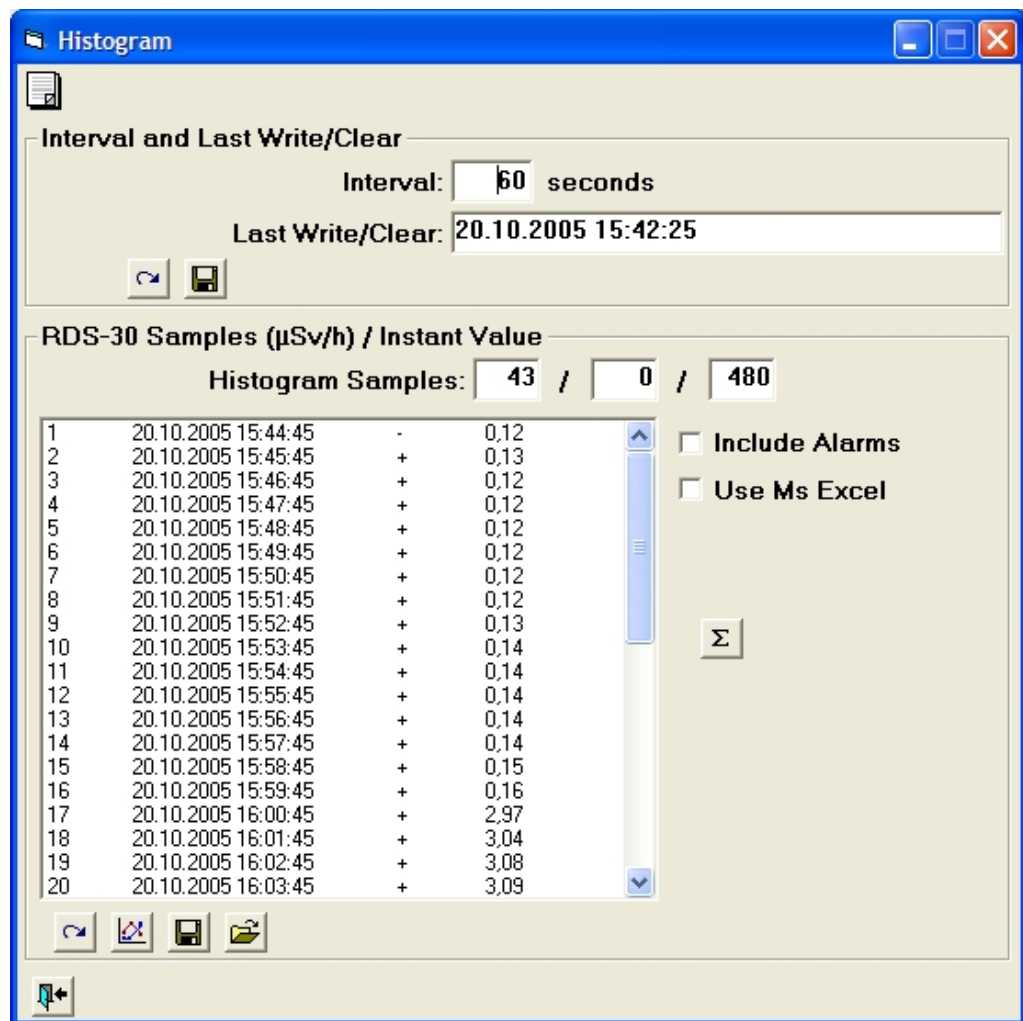 Histogram
Interval and Last Write/Clear
Interval: 60 seconds
Last Write/Clear: 20.10.2005 15:42:25
RDS-30 Samples (µSv/h) / Instant Value
Histogram Samples: 43 / 0 / 480
1 20.10.2005 15:44:45 - 0,12
2 20.10.2005 15:45:45 + 0,13
3 20.10.2005 15:46:45 + 0,12
4 20.10.2005 15:47:45 + 0,12
5 20.10.2005 15:48:45 + 0,12
6 20.10.2005 15:49:45 + 0,12
7 20.10.2005 15:50:45 + 0,12
8 20.10.2005 15:51:45 + 0,12
9 20.10.2005 15:52:45 + 0,13
10 20.10.2005 15:53:45 + 0,14
11 20.10.2005 15:54:45 + 0,14
12 20.10.2005 15:55:45 + 0,14
13 20.10.2005 15:56:45 + 0,14
14 20.10.2005 15:57:45 + 0,14
15 20.10.2005 15:58:45 + 0,15
16 20.10.2005 15:59:45 + 0,16
17 20.10.2005 16:00:45 + 2,97
18 20.10.2005 16:01:45 + 3,04
19 20.10.2005 16:02:45 + 3,08
20 20.10.2005 16:03:45 + 3,09
Include Alarms
Use Ms Excel
Σ